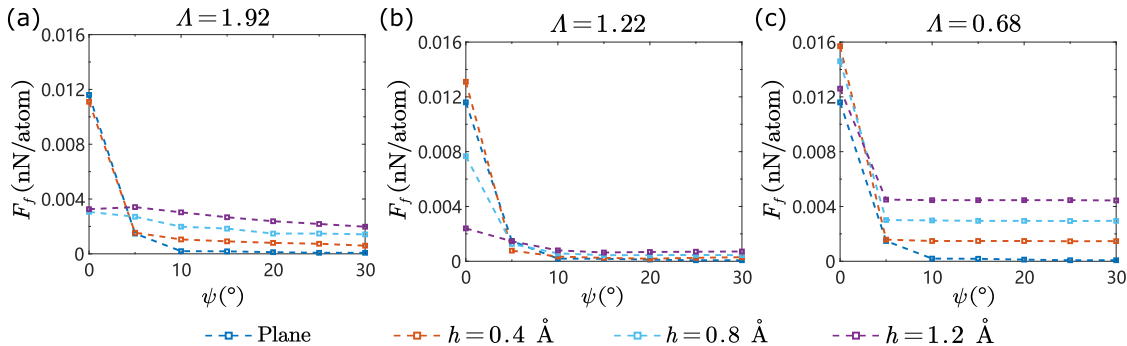 (a)
Λ=1.92
0.016
0.012
0.008
0.004
0
F_f (nN/atom)
0 10 20 30
ψ(°)
(b)
Λ=1.22
0.016
0.012
0.008
0.004
0
F_f (nN/atom)
0 10 20 30
ψ(°)
(c)
Λ=0.68
0.016
0.012
0.008
0.004
0
F_f (nN/atom)
0 10 20 30
ψ(°)
Plane h=0.4 Å h=0.8 Å h=1.2 Å